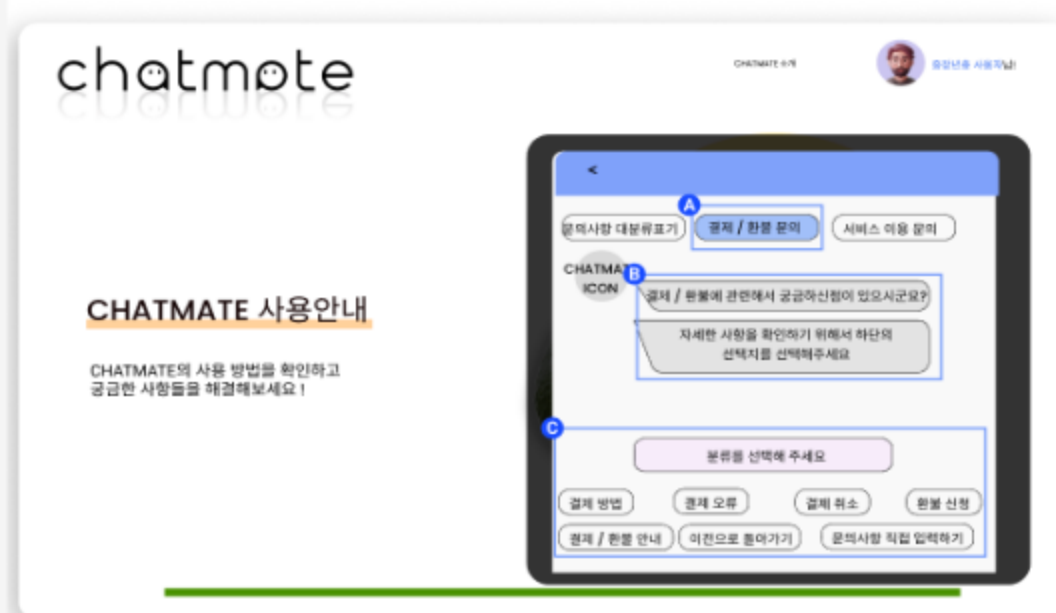 chatmate
CHATMATE 소개
중장년층 사용자님!
<
A
문의사항 대분류표기
결제 / 환불 문의
서비스 이용 문의
CHATMAT
ICON
B
결제 / 환불에 관련해서 궁금하신점이 있으시군요?
자세한 사항을 확인하기 위해서 하단의
선택지를 선택해주세요
CHATMATE 사용안내
CHATMATE의 사용 방법을 확인하고
궁금한 사항들을 해결해보세요 !
C
분류를 선택해 주세요
결제 방법
결제 오류
결제 취소
환불 신청
결제 / 환불 안내
이전으로 돌아가기
문의사항 직접 입력하기